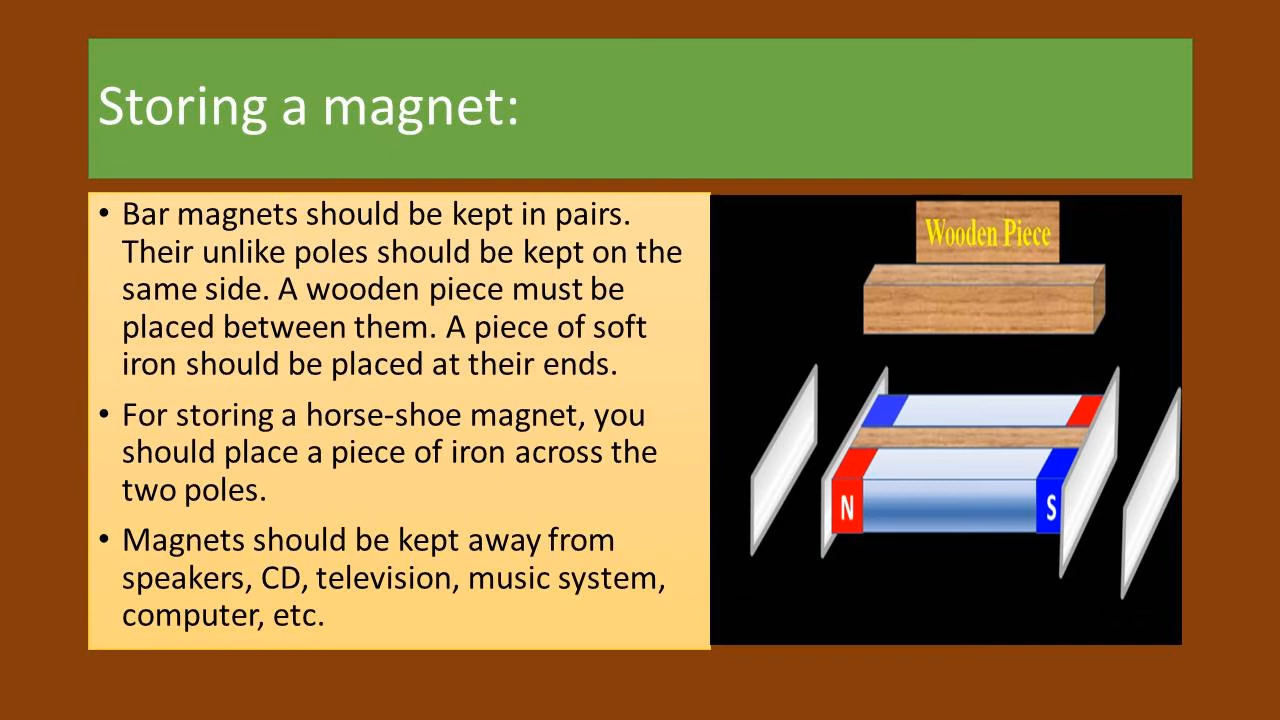 Storing a magnet:
• Bar magnets should be kept in pairs.
Their unlike poles should be kept on the
same side. A wooden piece must be
placed between them. A piece of soft
iron should be placed at their ends.
• For storing a horse-shoe magnet, you
should place a piece of iron across the
two poles.
• Magnets should be kept away from
speakers, CD, television, music system,
computer, etc.
Wooden Piece
N
S